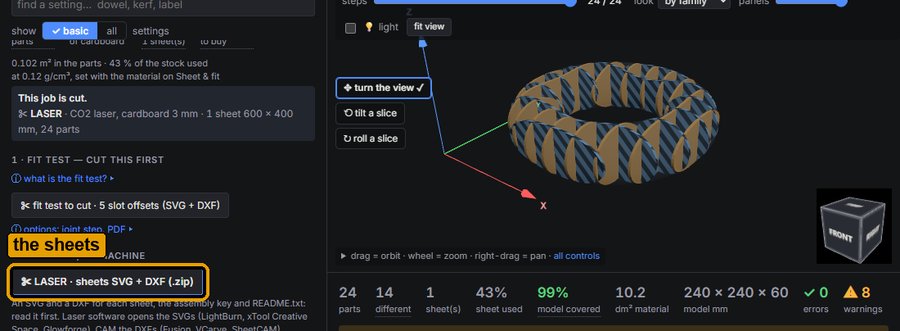 find a setting... dowel, kerf, label
show ✓ basic all settings
parts of cardboard 1 sheet(s) to buy
0.102 m² in the parts · 43 % of the stock used
at 0.12 g/cm³, set with the material on Sheet & fit
This job is cut.
✂ LASER · CO2 laser, cardboard 3 mm · 1 sheet 600 × 400
mm, 24 parts
1 · FIT TEST — CUT THIS FIRST
ⓘ what is the fit test? ▸
✂ fit test to cut · 5 slot offsets (SVG + DXF)
ⓘ options: joint step, PDF ▸
the sheets
MACHINE
✂ LASER · sheets SVG + DXF (.zip)
An SVG and a DXF for each sheet, the assembly key and README.txt:
read it first. Laser software opens the SVGs (LightBurn, xTool Creative
Space, Glowforge), CAM the DXFs (Fusion, VCarve, SheetCAM)
steps 24 / 24 look by family panels
💡 light fit view
Z
✥ turn the view ✓
⟲ tilt a slice
↻ roll a slice
Y
X
FRONT
▸ drag = orbit · wheel = zoom · right-drag = pan · all controls
24 14 1 43% 99% 10.2 240 × 240 × 60 ✓ 0 ⚠ 8
parts different sheet(s) sheet used model covered dm² material model mm errors warnings